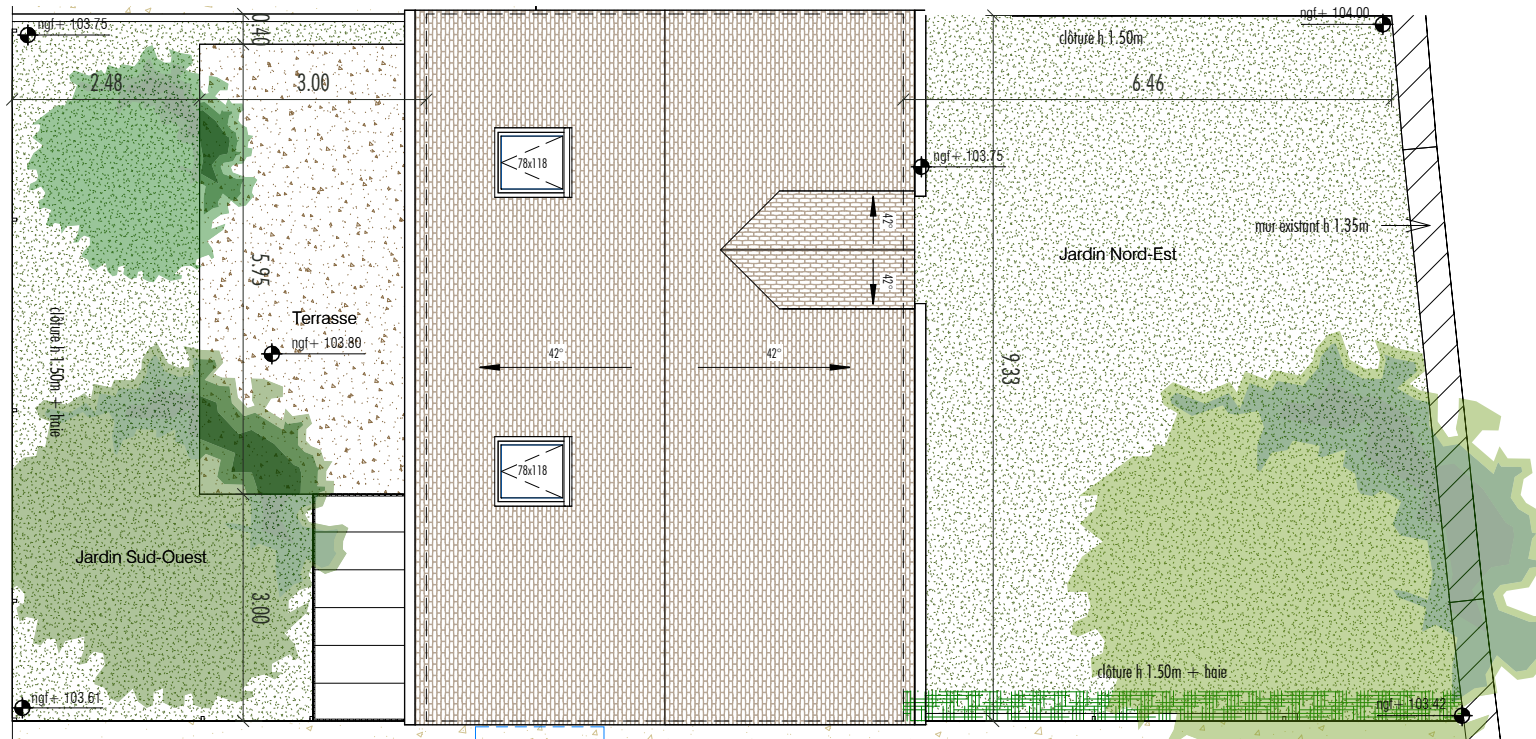 ngf+ 103.75
0.40
ngf+ 104.00
clôture h 1.50m
2.48
3.00
6.46
78x118
ngf+ 103.75
42°
mur existant h 1.35m
Jardin Nord-Est
5.95
42°
Terrasse
ngf+ 103.80
clôture h 1.50m + haie
42°
42°
9.33
78x118
Jardin Sud-Ouest
3.00
clôture h 1.50m + haie
ngf+ 103.61
ngf+ 103.42